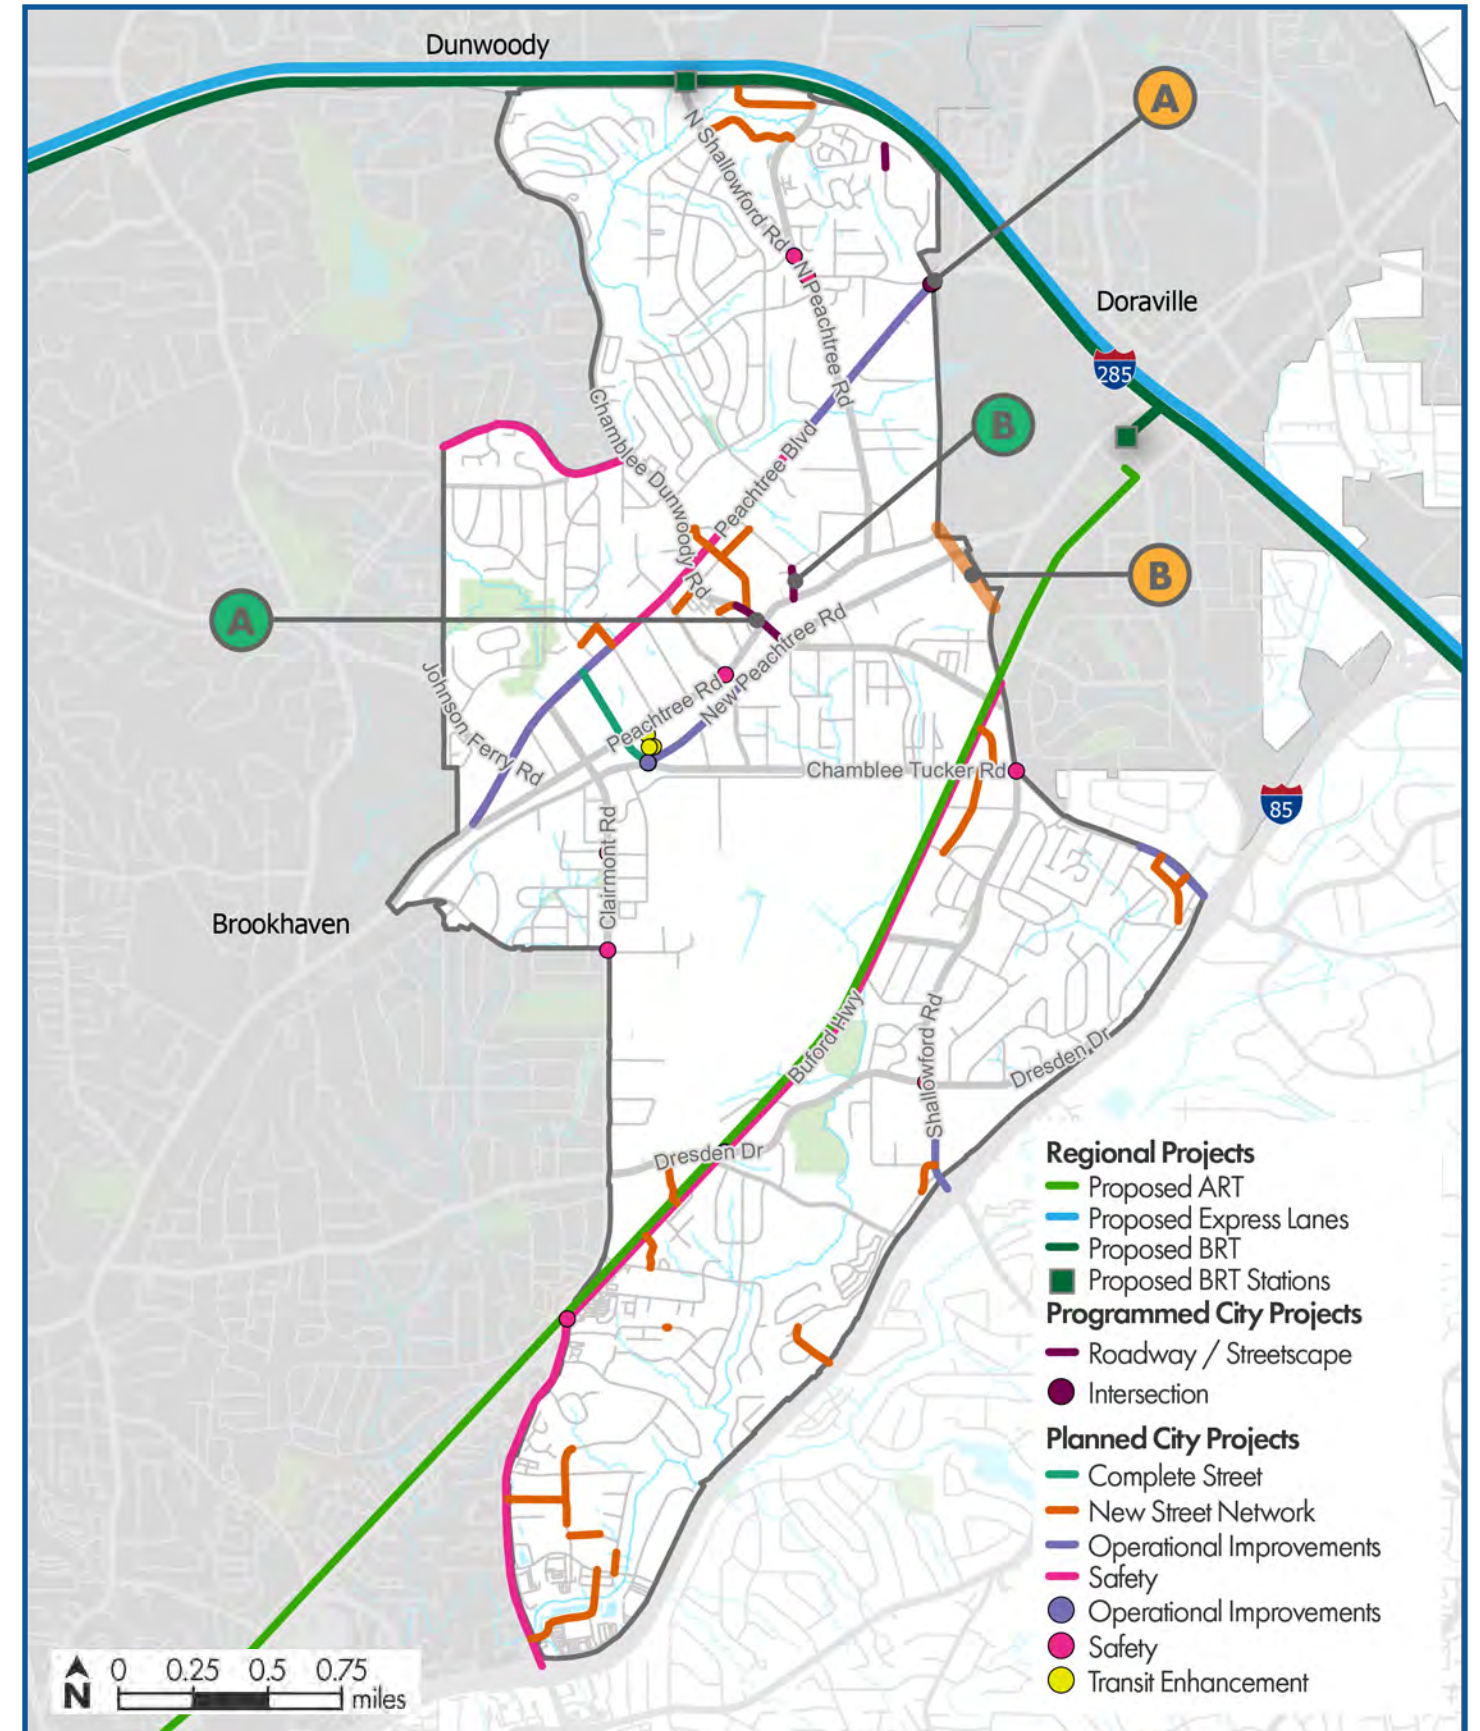 Dunwoody
A
N Shallowford Rd
N Peachtree Rd
Doraville
285
Chamblee Dunwoody Rd
Peachtree Blvd
B
B
A
Johnson Ferry Rd
Peachtree Rd
New Peachtree Rd
Chamblee Tucker Rd
85
Clairmont Rd
Brookhaven
Buford Hwy
Shallowford Rd
Dresden Dr
Dresden Dr
Regional Projects
Proposed ART
Proposed Express Lanes
Proposed BRT
Proposed BRT Stations
Programmed City Projects
Roadway / Streetscape
Intersection
Planned City Projects
Complete Street
New Street Network
Operational Improvements
Safety
Operational Improvements
Safety
Transit Enhancement
N
0 0.25 0.5 0.75
miles